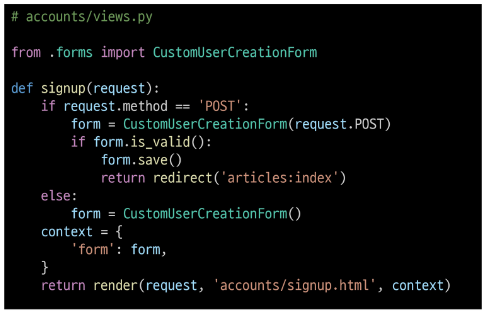 # accounts/views.py
from .forms import CustomUserCreationForm
def signup(request):
    if request.method == 'POST':
        form = CustomUserCreationForm(request.POST)
        if form.is_valid():
            form.save()
            return redirect('articles:index')
    else:
        form = CustomUserCreationForm()
    context = {
        'form': form,
    }
    return render(request, 'accounts/signup.html', context)